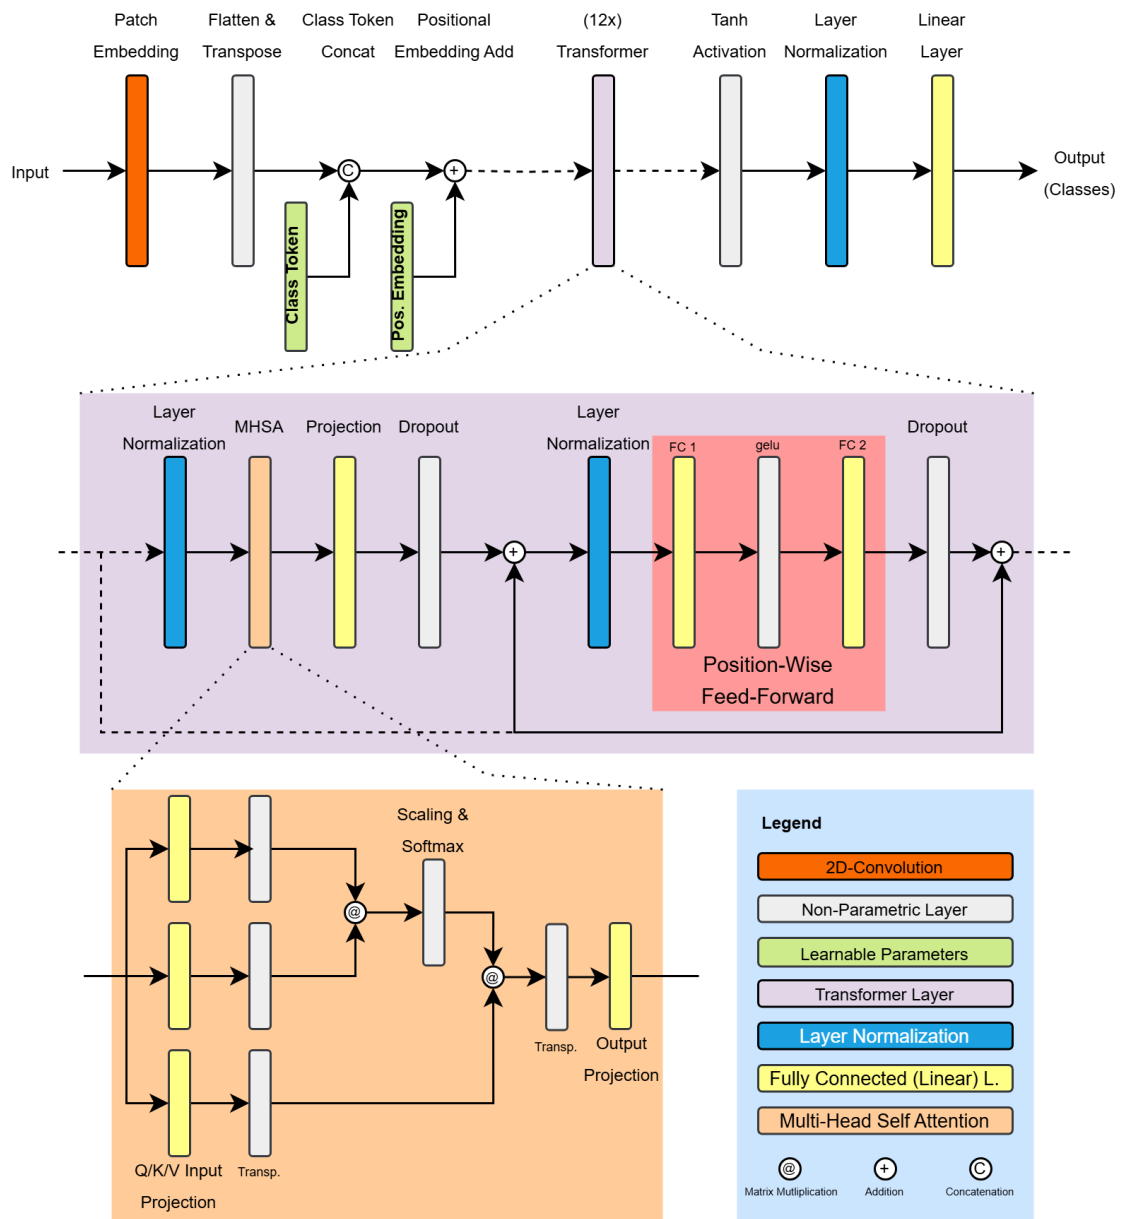 Patch
Embedding
Flatten &
Transpose
Class Token
Concat
Positional
Embedding Add
(12x)
Transformer
Tanh
Activation
Layer
Normalization
Linear
Layer
Input
C
+
Output
(Classes)
Class Token
Pos. Embedding
Layer
Normalization
MHSA
Projection
Dropout
Layer
Normalization
FC 1
gelu
FC 2
Dropout
+
+
Position-Wise
Feed-Forward
Scaling &
Softmax
@
@
Transp.
Output
Projection
Q/K/V Input
Projection
Transp.
Legend
2D-Convolution
Non-Parametric Layer
Learnable Parameters
Transformer Layer
Layer Normalization
Fully Connected (Linear) L.
Multi-Head Self Attention
@
Matrix Mutliplication
+
Addition
C
Concatenation